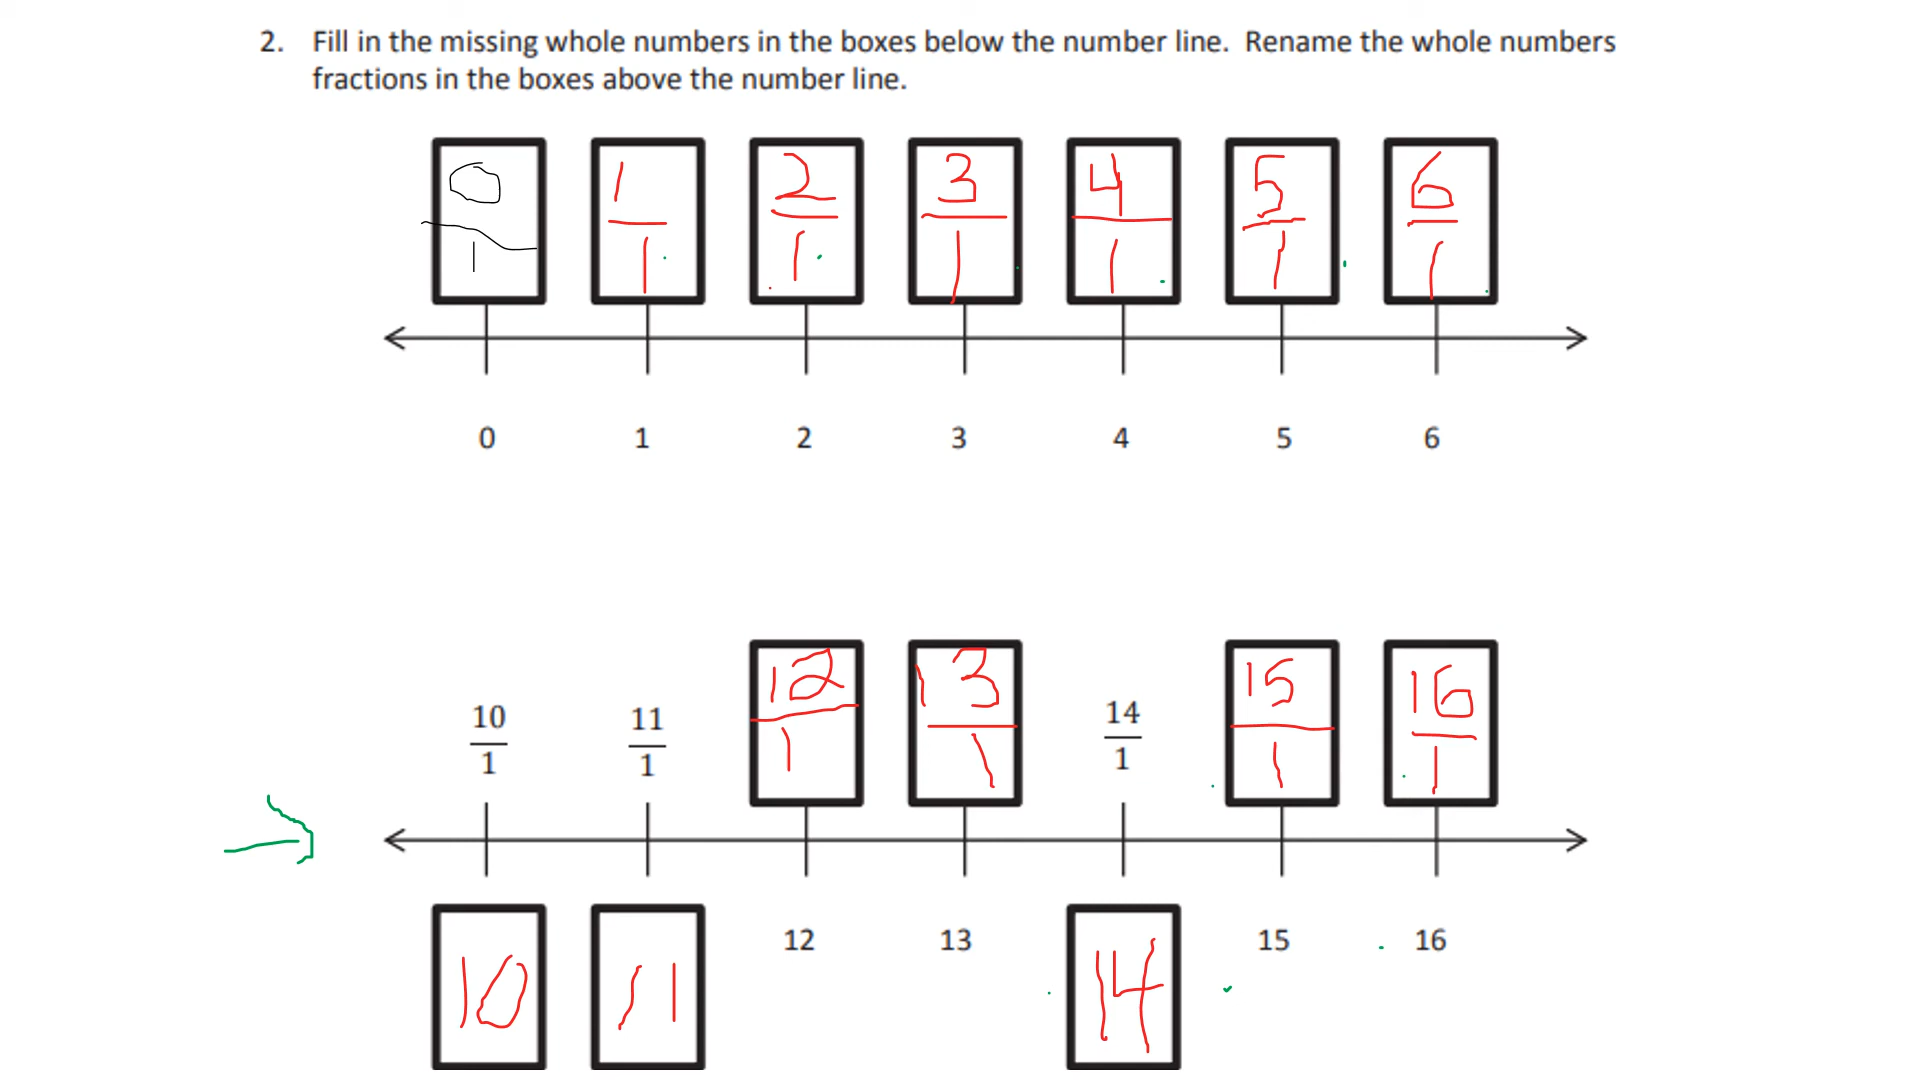 2. Fill in the missing whole numbers in the boxes below the number line. Rename the whole numbers
fractions in the boxes above the number line.
0/1 1/1 2/1 3/1 4/1 5/1 6/1
0 1 2 3 4 5 6
10/1 11/1 12/1 13/1 14/1 15/1 16/1
10 11 12 13 14 15 16